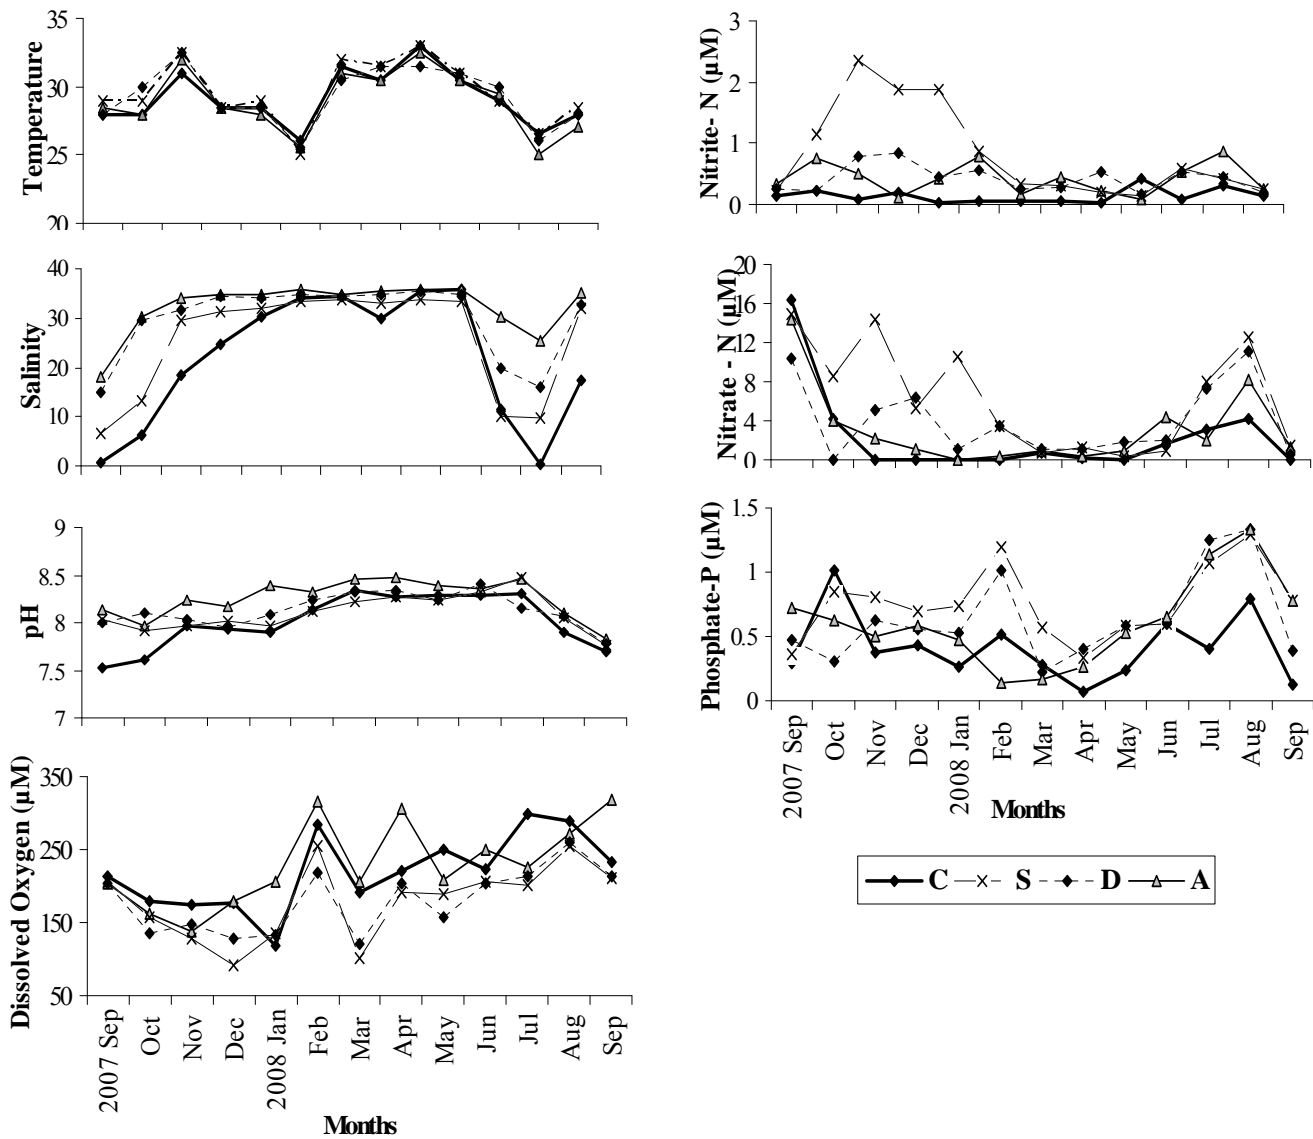 Temperature
35
30
25
20
Salinity
40
30
20
10
0
pH
9
8.5
8
7.5
7
Dissolved Oxygen (µM)
350
250
150
50
2007 Sep
Oct
Nov
Dec
2008 Jan
Feb
Mar
Apr
May
Jun
Jul
Aug
Sep
Months
Nitrite- N (µM)
3
2
1
0
Nitrate - N (µM)
20
16
12
8
4
0
Phosphate-P (µM)
1.5
1
0.5
0
2007 Sep
Oct
Nov
Dec
2008 Jan
Feb
Mar
Apr
May
Jun
Jul
Aug
Sep
Months
C S D A